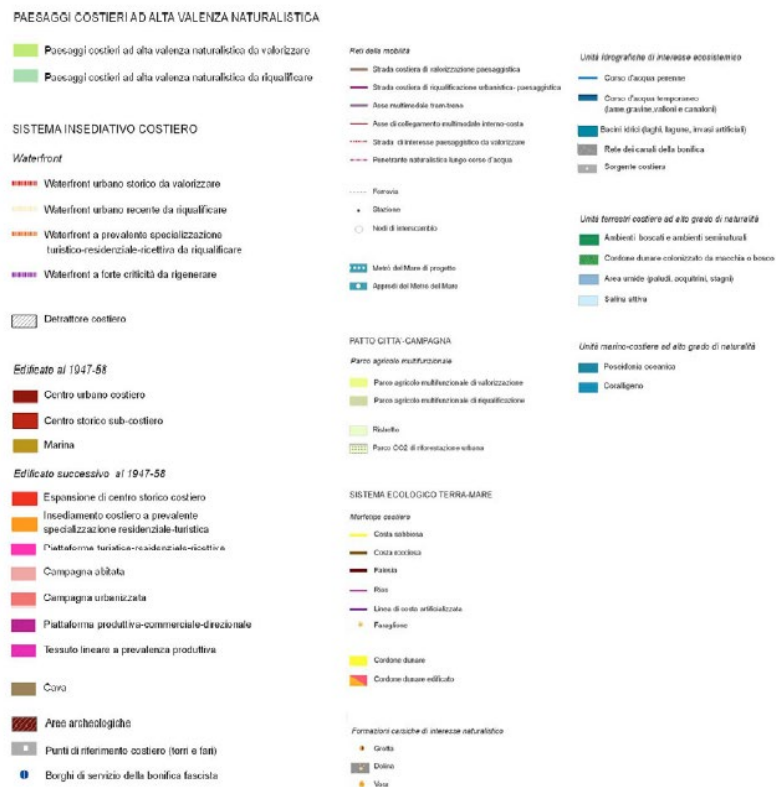 PAESAGGI COSTIERI AD ALTA VALENZA NATURALISTICA
Paesaggi costieri ad alta valenza naturalistica da valorizzare
Paesaggi costieri ad alta valenza naturalistica da riqualificare
SISTEMA INSEDIATIVO COSTIERO
Waterfront
Waterfront urbano storico da valorizzare
Waterfront urbano recente da riqualificare
Waterfront a prevalente specializzazione
turistico-residenziale-ricettiva da riqualificare
Waterfront a forte criticità da rigenerare
Detrattore costiero
Edificato al 1947-58
Centro urbano costiero
Centro storico sub-costiero
Marina
Edificato successivo al 1947-58
Espansione di centro storico costiero
Insediamento costiero a prevalente
specializzazione residenziale-turistica
Piattaforma turistica-residenziale-ricettiva
Campagna abitata
Campagna urbanizzata
Piattaforma produttiva-commerciale-direzionale
Tessuto lineare a prevalenza produttiva
Cava
Aree archeologiche
Punti di riferimento costiero (torri e fari)
Borghi di servizio della bonifica fascista
Reti della mobilità
Strada costiera di valorizzazione paesaggistica
Strada costiera di riqualificazione urbanistica- paesaggistica
Asse multimodale tram-treno
Asse di collegamento multimodale interno-costa
Strada di interesse paesaggistico da valorizzare
Penetrante naturalistica lungo corso d'acqua
Ferrovia
Stazione
Nodi di interscambio
Metrò del Mare di progetto
Approdi del Metrò del Mare
PATTO CITTA'-CAMPAGNA
Parco agricolo multifunzionale
Parco agricolo multifunzionale di valorizzazione
Parco agricolo multifunzionale di riqualificazione
Ristretto
Parco CO2 di riforestazione urbana
SISTEMA ECOLOGICO TERRA-MARE
Morfotipo costiero
Costa sabbiosa
Costa rocciosa
Falesia
Rias
Linea di costa artificializzata
Faraglione
Cordone dunare
Cordone dunare edificato
Formazioni carsiche di interesse naturalistico
Grotta
Dolina
Vora
Unità idrografiche di interesse ecosistemico
Corso d'acqua perenne
Corso d'acqua temporaneo
(lame,gravine,valloni e canaloni)
Bacini idrici (laghi, lagune, invasi artificiali)
Rete dei canali della bonifica
Sorgente costiera
Unità terrestri costiere ad alto grado di naturalità
Ambienti boscati e ambienti seminaturali
Cordone dunare colonizzato da macchia o bosco
Area umide (paludi, acquitrini, stagni)
Salina attiva
Unità marino-costiere ad alto grado di naturalità
Poseidonia oceanica
Coralligeno